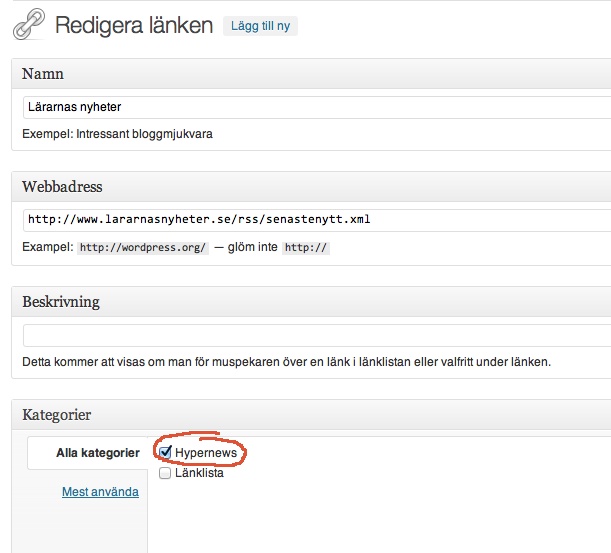 Redigera länken Lägg till ny
Namn
Lärarnas nyheter
Exempel: Intressant bloggmjukvara
Webbadress
http://www.lararnasnyheter.se/rss/senastenytt.xml
Exampel: http://wordpress.org/ — glöm inte http://
Beskrivning
Detta kommer att visas om man för muspekaren över en länk i länklistan eller valfritt under länken.
Kategorier
Alla kategorier
Hypernews
Länklista
Mest använda